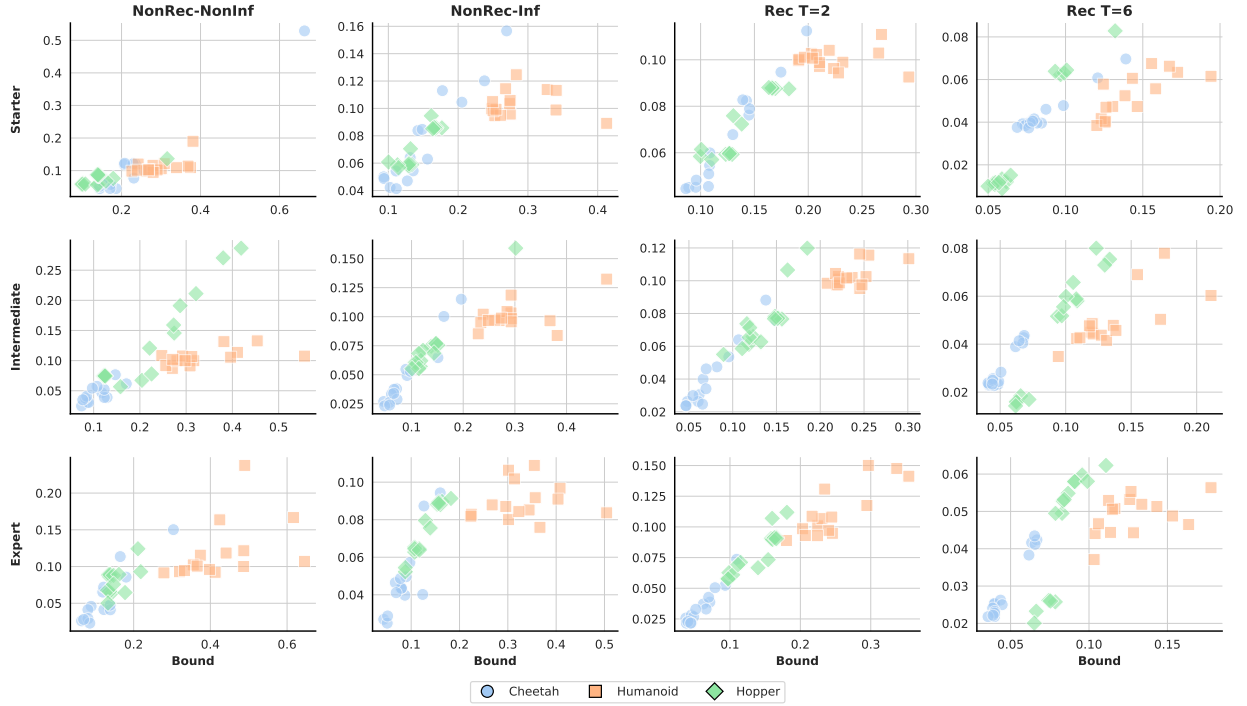 NonRec-NonInf NonRec-Inf Rec T=2 Rec T=6
Starter
0.5 0.4 0.3 0.2 0.1
0.2 0.4 0.6
0.16 0.14 0.12 0.10 0.08 0.06 0.04
0.1 0.2 0.3 0.4
0.10 0.08 0.06
0.10 0.15 0.20 0.25 0.30
0.08 0.06 0.04 0.02
0.05 0.10 0.15 0.20
Intermediate
0.25 0.20 0.15 0.10 0.05
0.1 0.2 0.3 0.4 0.5
0.150 0.125 0.100 0.075 0.050 0.025
0.1 0.2 0.3 0.4
0.12 0.10 0.08 0.06 0.04 0.02
0.05 0.10 0.15 0.20 0.25 0.30
0.08 0.06 0.04 0.02
0.05 0.10 0.15 0.20
Expert
0.20 0.15 0.10 0.05
0.2 0.4 0.6
0.10 0.08 0.06 0.04
0.1 0.2 0.3 0.4 0.5
0.150 0.125 0.100 0.075 0.050 0.025
0.1 0.2 0.3
0.06 0.05 0.04 0.03 0.02
0.05 0.10 0.15
Bound Bound Bound Bound
Cheetah Humanoid Hopper